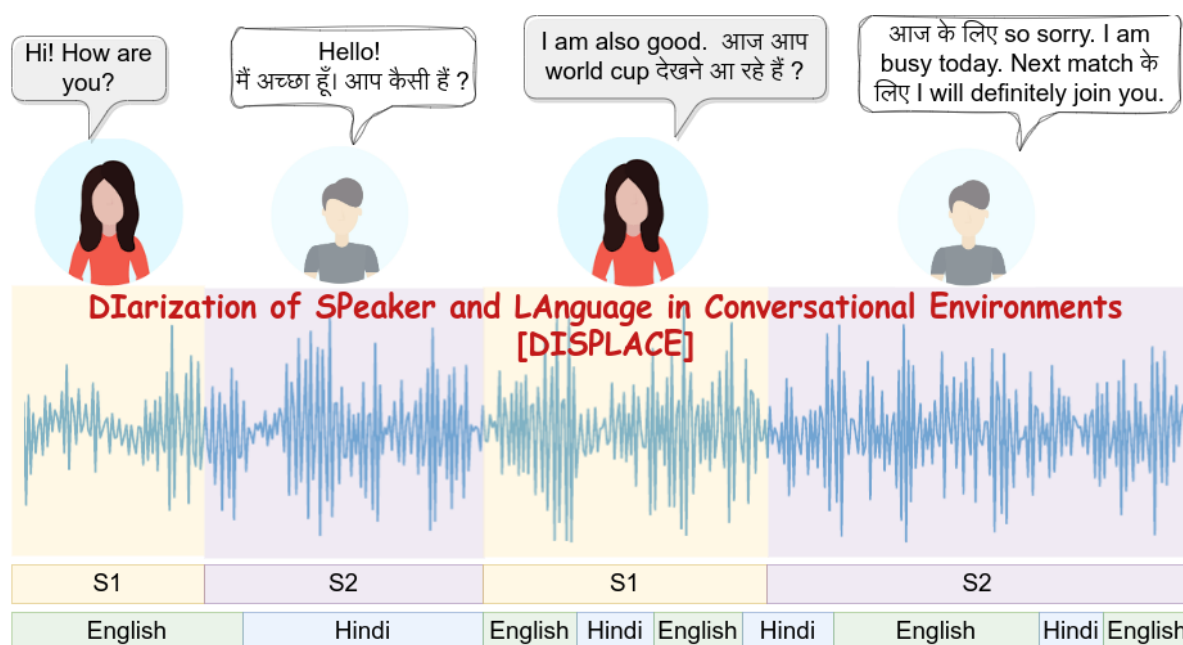 Hi! How are
you?
Hello!
मैं अच्छा हूँ। आप कैसी हैं ?
I am also good. आज आप
world cup देखने आ रहे हैं ?
आज के लिए so sorry. I am
busy today. Next match के
लिए I will definitely join you.
DIarization of SPeaker and LAnguage in Conversational Environments
[DISPLACE]
S1 S2 S1 S2
English Hindi English Hindi English Hindi English Hindi English